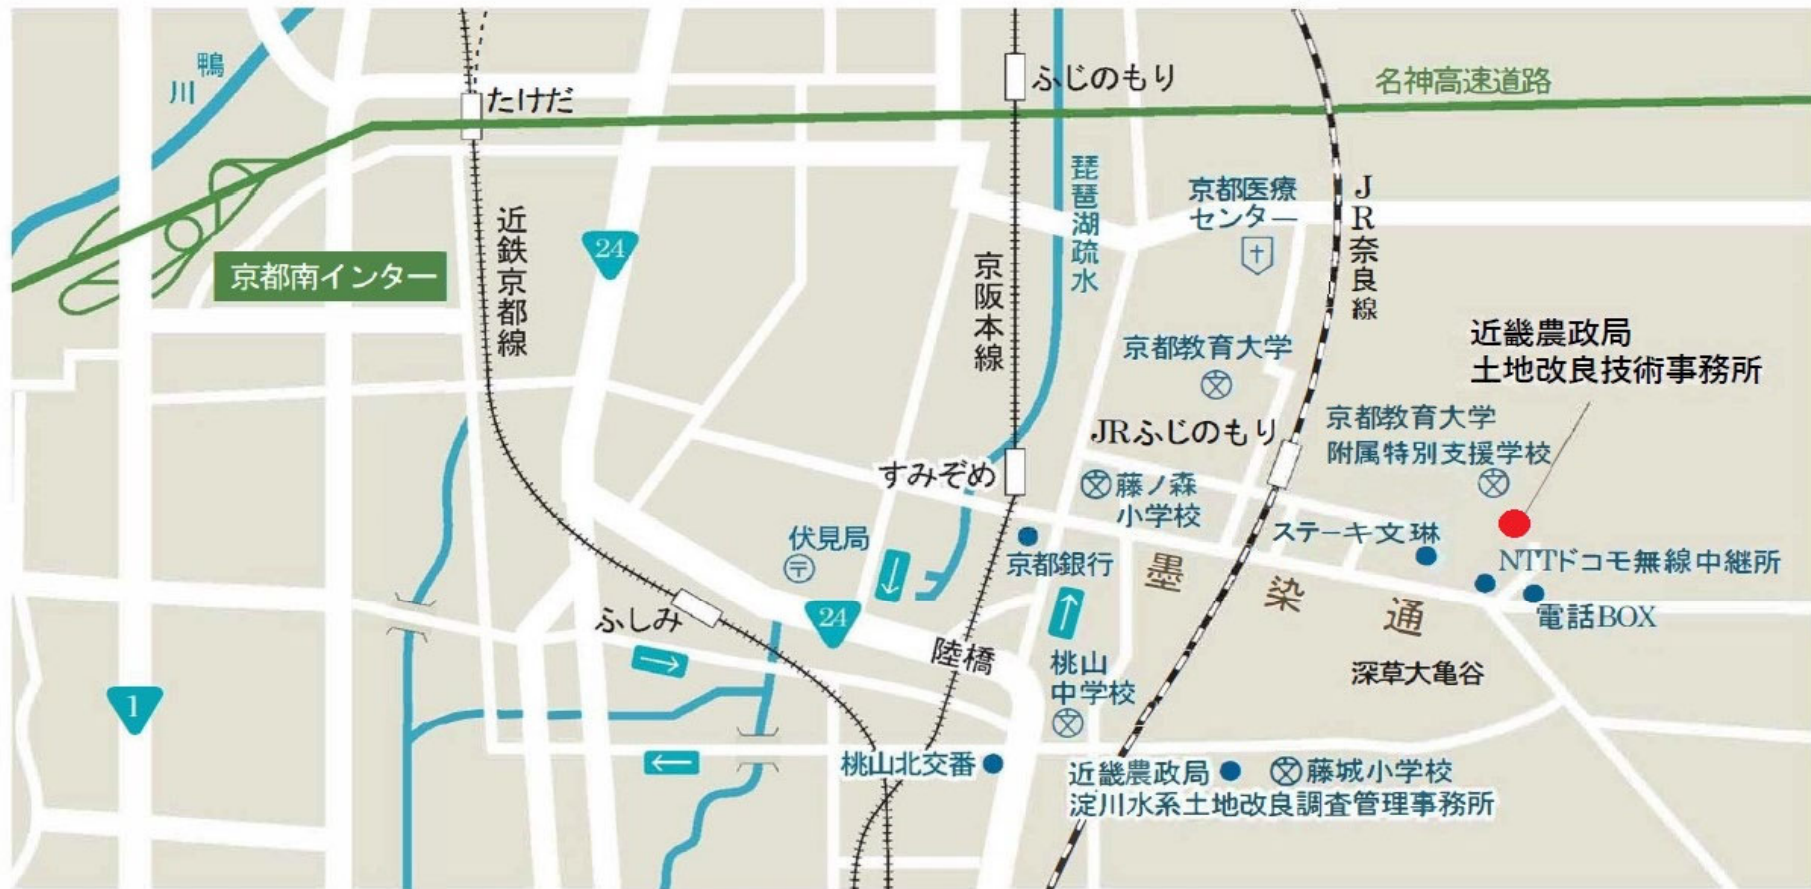 鴨川
たけだ
ふじのもり
名神高速道路
京都南インター
近鉄京都線
24
京阪本線
琵琶湖疏水
京都医療
センター
JR奈良線
近畿農政局
土地改良技術事務所
京都教育大学
JRふじのもり
京都教育大学
附属特別支援学校
すみぞめ
藤ノ森
小学校
ステーキ文琳
伏見局
〒
京都銀行
墨染通
NTTドコモ無線中継所
電話BOX
ふしみ
24
陸橋
桃山
中学校
深草大亀谷
1
桃山北交番
近畿農政局
淀川水系土地改良調査管理事務所
藤城小学校
文
文
文
文
文